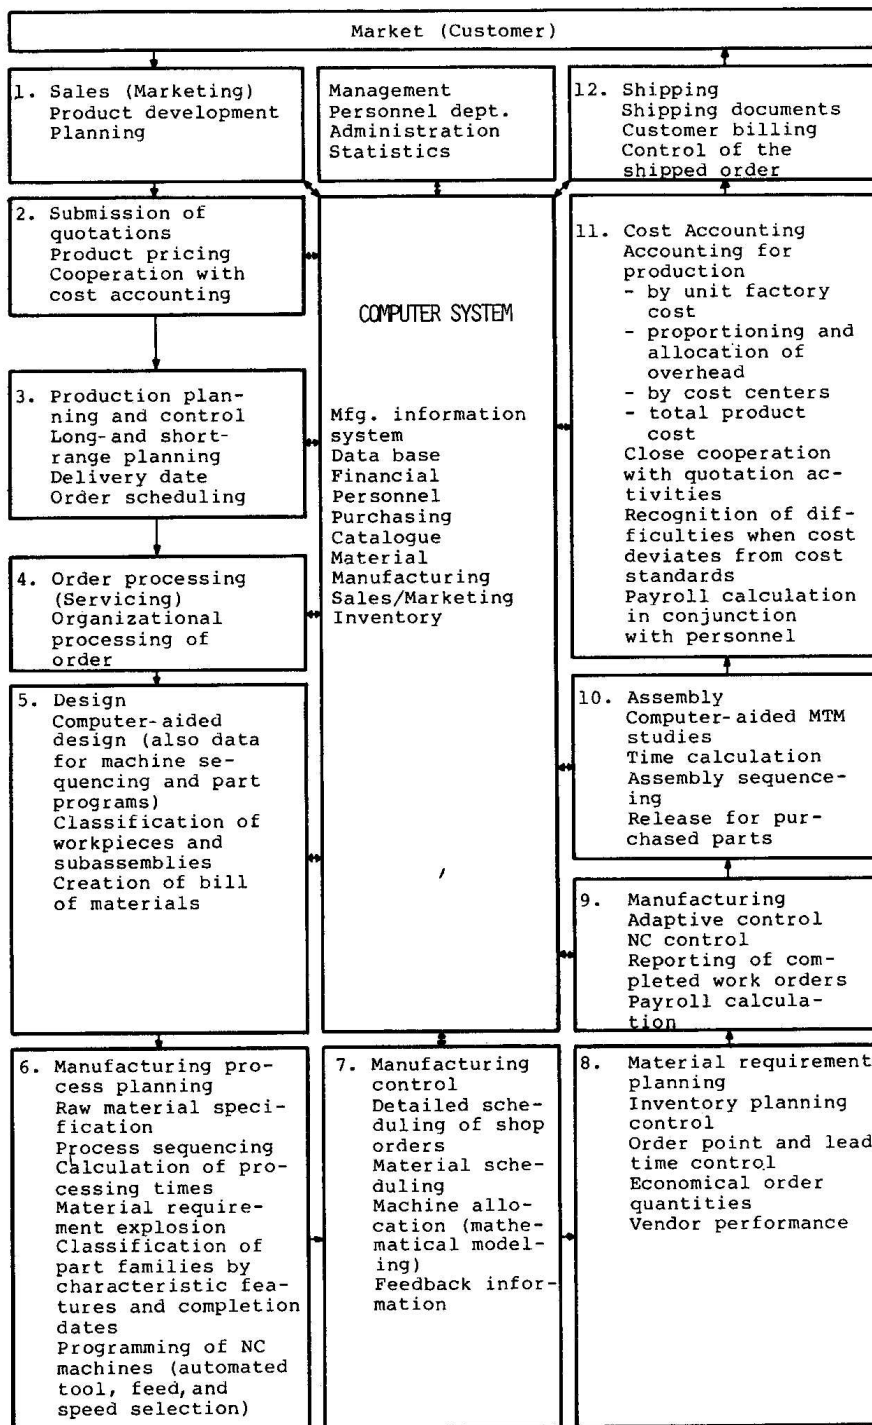 Market (Customer)
1. Sales (Marketing)
Product development
Planning
Management
Personnel dept.
Administration
Statistics
12. Shipping
Shipping documents
Customer billing
Control of the
shipped order
2. Submission of
quotations
Product pricing
Cooperation with
cost accounting
3. Production plan-
ning and control
Long-and short-
range planning
Delivery date
Order scheduling
4. Order processing
(Servicing)
Organizational
processing of
order
5. Design
Computer-aided
design (also data
for machine se-
quencing and part
programs)
Classification of
workpieces and
subassemblies
Creation of bill
of materials
COMPUTER SYSTEM
Mfg. information
system
Data base
Financial
Personnel
Purchasing
Catalogue
Material
Manufacturing
Sales/Marketing
Inventory
11. Cost Accounting
Accounting for
production
- by unit factory
cost
- proportioning and
allocation of
overhead
- by cost centers
- total product
cost
Close cooperation
with quotation ac-
tivities
Recognition of dif-
ficulties when cost
deviates from cost
standards
Payroll calculation
in conjunction
with personnel
10. Assembly
Computer-aided MTM
studies
Time calculation
Assembly sequence-
ing
Release for pur-
chased parts
9. Manufacturing
Adaptive control
NC control
Reporting of com-
pleted work orders
Payroll calcula-
tion
6. Manufacturing pro-
cess planning
Raw material speci-
fication
Process sequencing
Calculation of pro-
cessing times
Material require-
ment explosion
Classification of
part families by
characteristic fea-
tures and completion
dates
Programming of NC
machines (automated
tool, feed, and
speed selection)
7. Manufacturing
control
Detailed sche-
duling of shop
orders
Material sche-
duling
Machine allo-
cation (mathe-
matical model-
ing)
Feedback infor-
mation
8. Material requirement
planning
Inventory planning
control
Order point and lead
time control
Economical order
quantities
Vendor performance